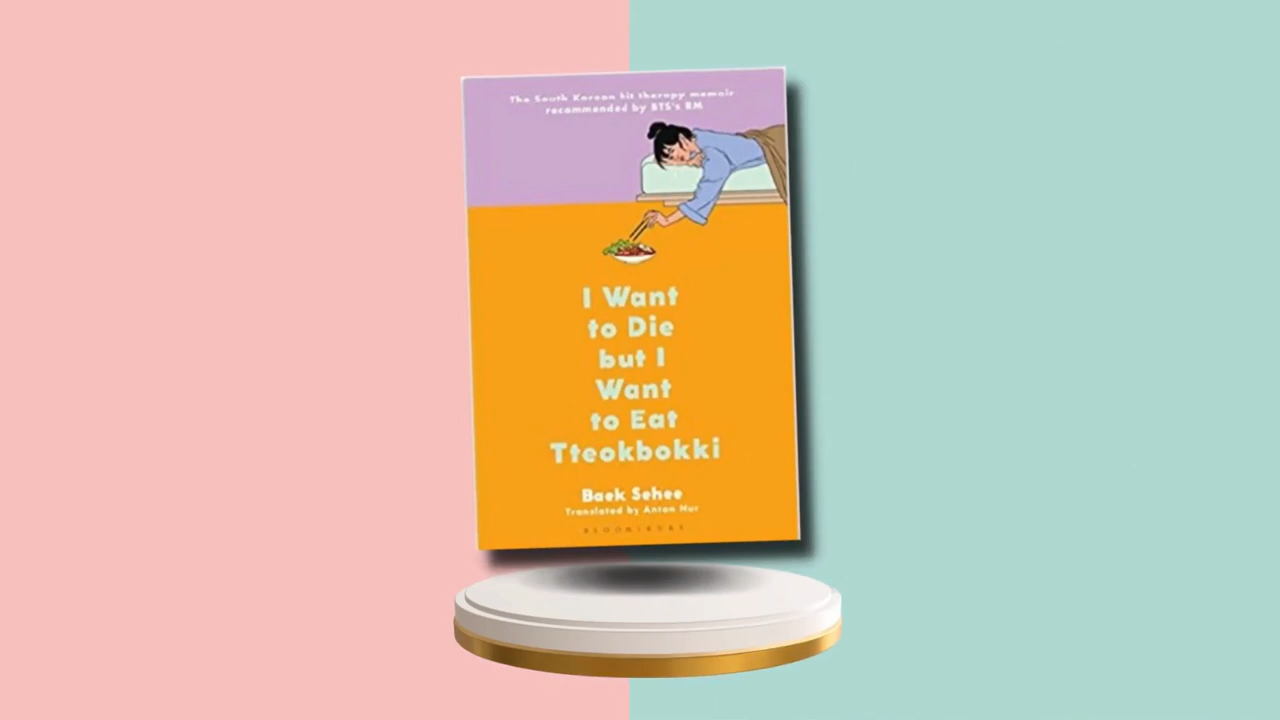 The South Korean hit therapy memoir
recommended by BTS's RM
I Want
to Die
but I
Want
to Eat
Tteokbokki
Baek Sehee
Translated by Anton Hur
BLOOMSBURY